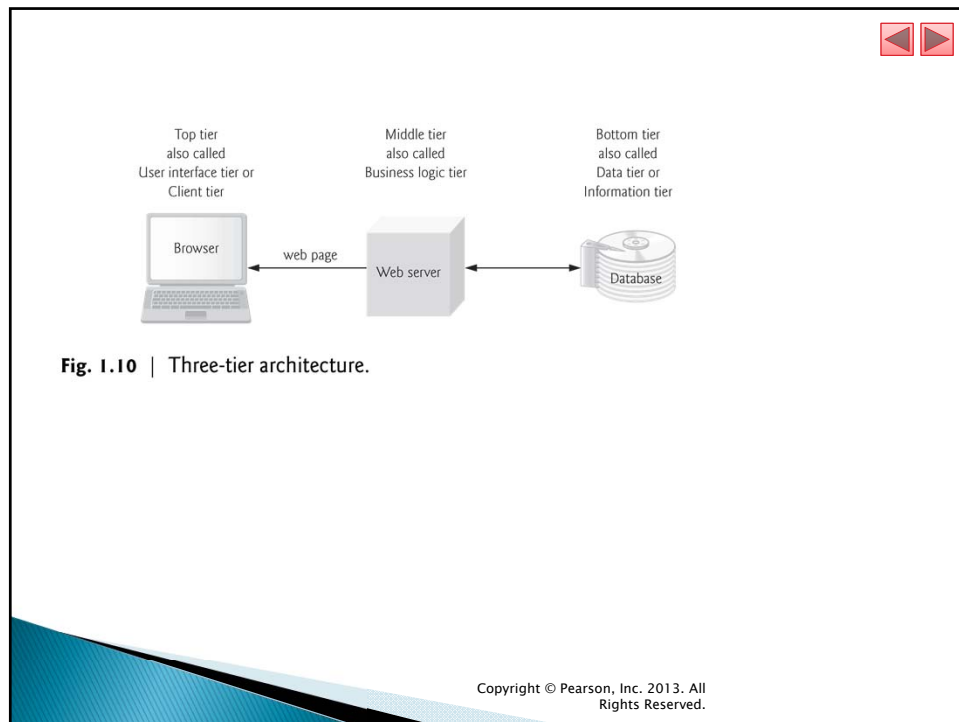 Top tier
also called
User interface tier or
Client tier
Middle tier
also called
Business logic tier
Bottom tier
also called
Data tier or
Information tier
Browser
web page
Web server
Database
Fig. 1.10 | Three-tier architecture.
Copyright © Pearson, Inc. 2013. All
Rights Reserved.